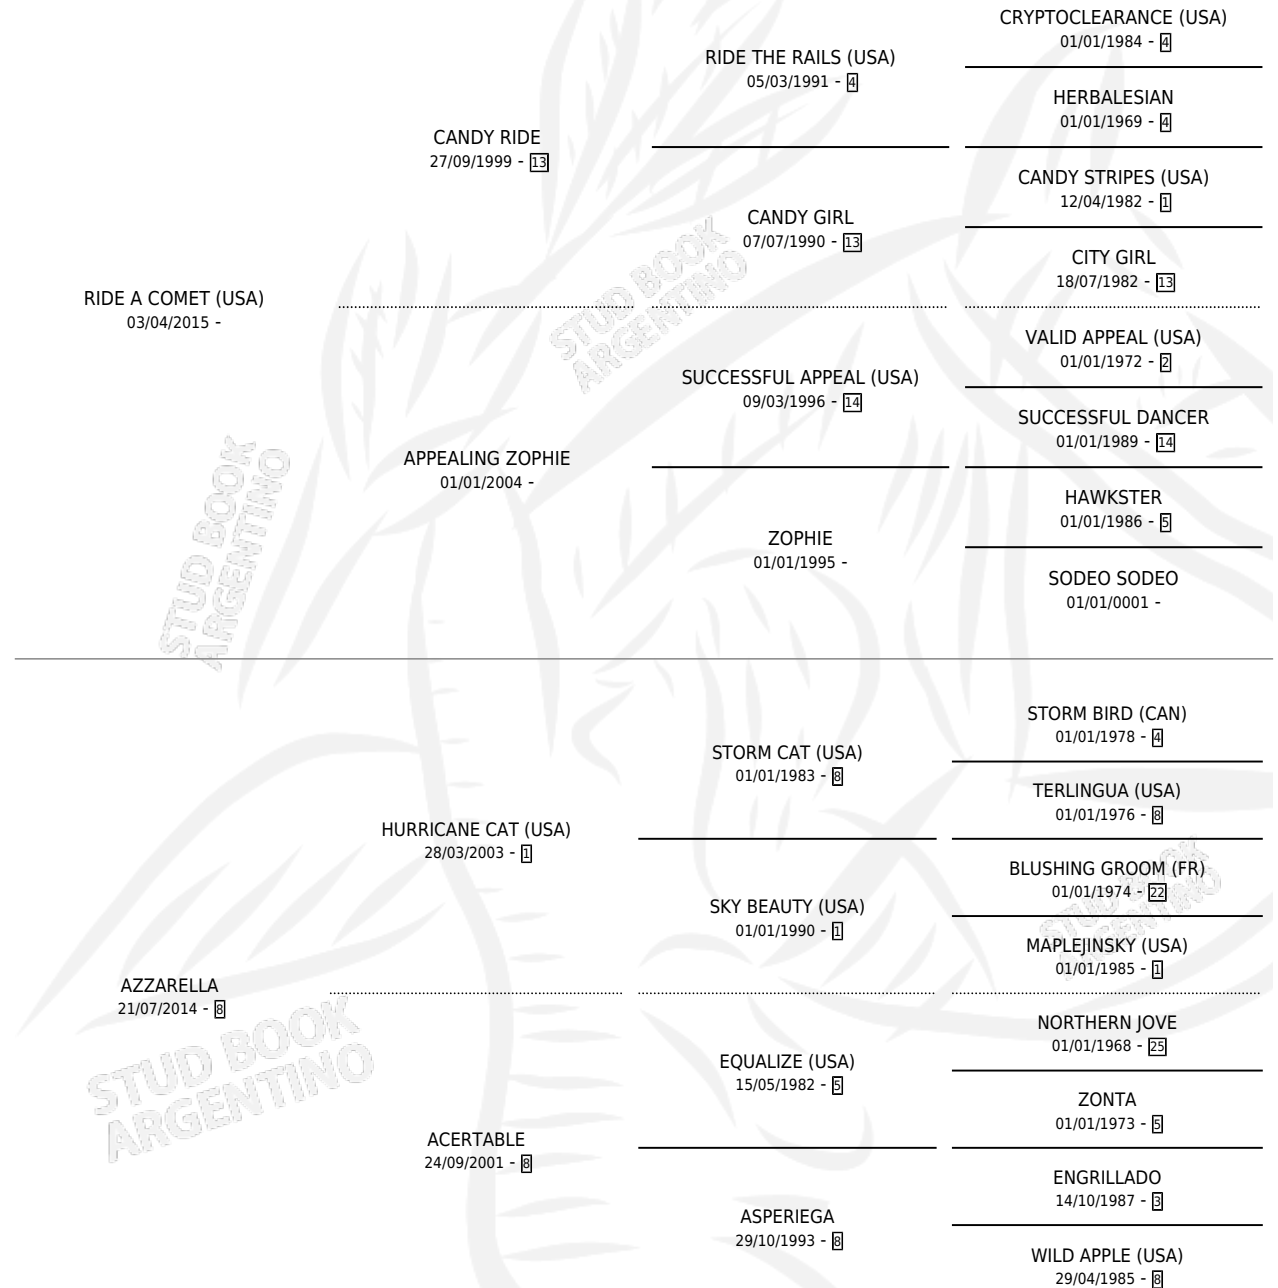 CRYPTOCLEARANCE (USA)
01/01/1984 - 4
RIDE THE RAILS (USA)
05/03/1991 - 4
HERBALESIAN
01/01/1969 - 4
CANDY RIDE
27/09/1999 - 13
CANDY STRIPES (USA)
12/04/1982 - 1
CANDY GIRL
07/07/1990 - 13
CITY GIRL
18/07/1982 - 13
RIDE A COMET (USA)
03/04/2015 -
VALID APPEAL (USA)
01/01/1972 - 2
SUCCESSFUL APPEAL (USA)
09/03/1996 - 14
SUCCESSFUL DANCER
01/01/1989 - 14
APPEALING ZOPHIE
01/01/2004 -
HAWKSTER
01/01/1986 - 5
ZOPHIE
01/01/1995 -
SODEO SODEO
01/01/0001 -
STUD BOOK
ARGENTINO
STUD BOOK
ARGENTINO
STORM BIRD (CAN)
01/01/1978 - 4
STORM CAT (USA)
01/01/1983 - 8
TERLINGUA (USA)
01/01/1976 - 8
HURRICANE CAT (USA)
28/03/2003 - 1
BLUSHING GROOM (FR)
01/01/1974 - 22
SKY BEAUTY (USA)
01/01/1990 - 1
MAPLEJINSKY (USA)
01/01/1985 - 1
AZZARELLA
21/07/2014 - 8
NORTHERN JOVE
01/01/1968 - 25
EQUALIZE (USA)
15/05/1982 - 5
ZONTA
01/01/1973 - 5
ACERTABLE
24/09/2001 - 8
ENGRILLADO
14/10/1987 - 3
ASPERIEGA
29/10/1993 - 8
WILD APPLE (USA)
29/04/1985 - 8
STUD BOOK
ARGENTINO
STUD BOOK
ARGENTINO